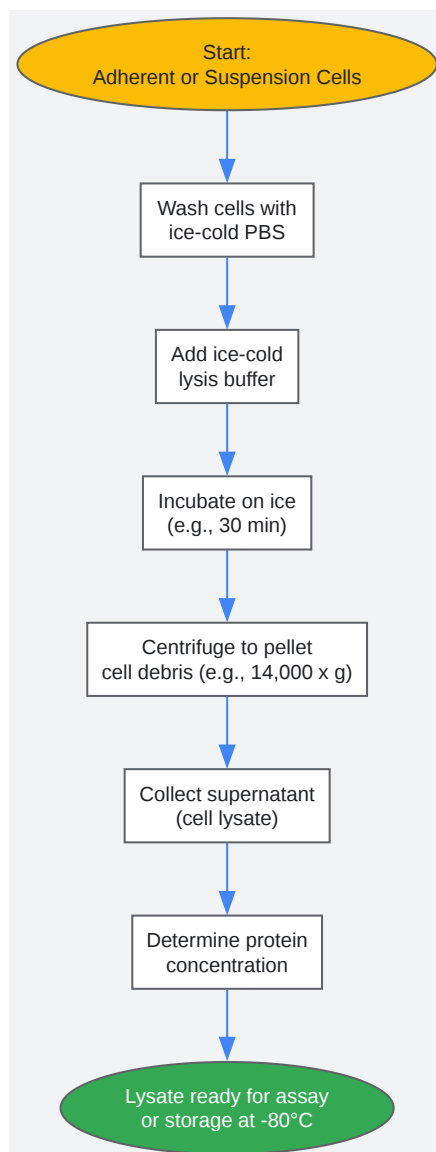 Start:
Adherent or Suspension Cells
Wash cells with
ice-cold PBS
Add ice-cold
lysis buffer
Incubate on ice
(e.g., 30 min)
Centrifuge to pellet
cell debris (e.g., 14,000 x g)
Collect supernatant
(cell lysate)
Determine protein
concentration
Lysate ready for assay
or storage at -80°C